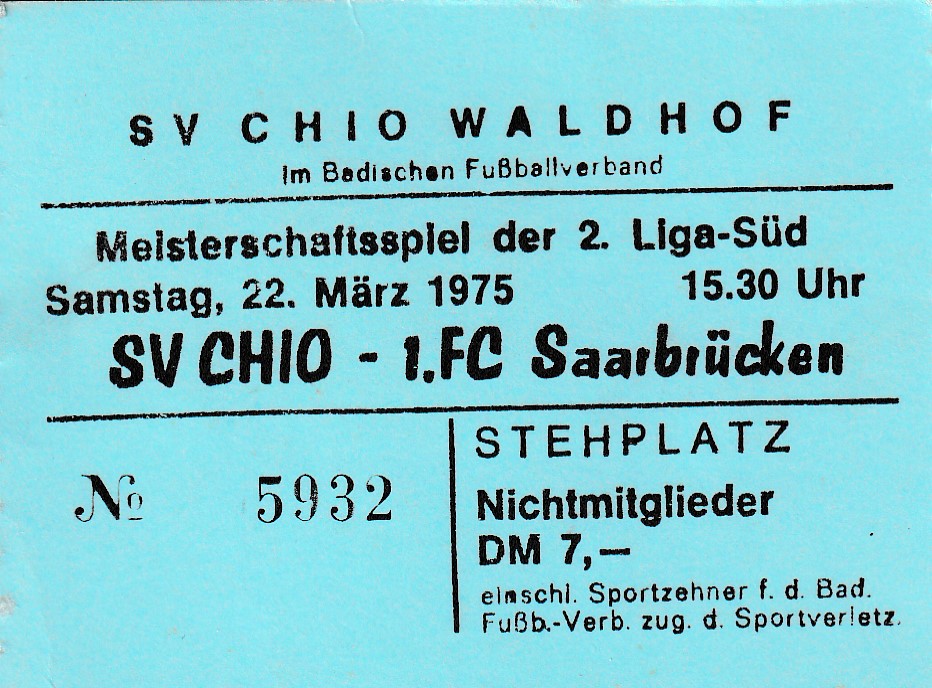 SV CHIO WALDHOF
Im Badischen Fußballverband
Meisterschaftsspiel der 2. Liga-Süd
Samstag, 22. März 1975 15.30 Uhr
SV CHIO - 1.FC Saarbrücken
№ 5932
STEHPLATZ
Nichtmitglieder
DM 7,—
einschl. Sportzehner f. d. Bad.
Fußb.-Verb. zug. d. Sportverletz.